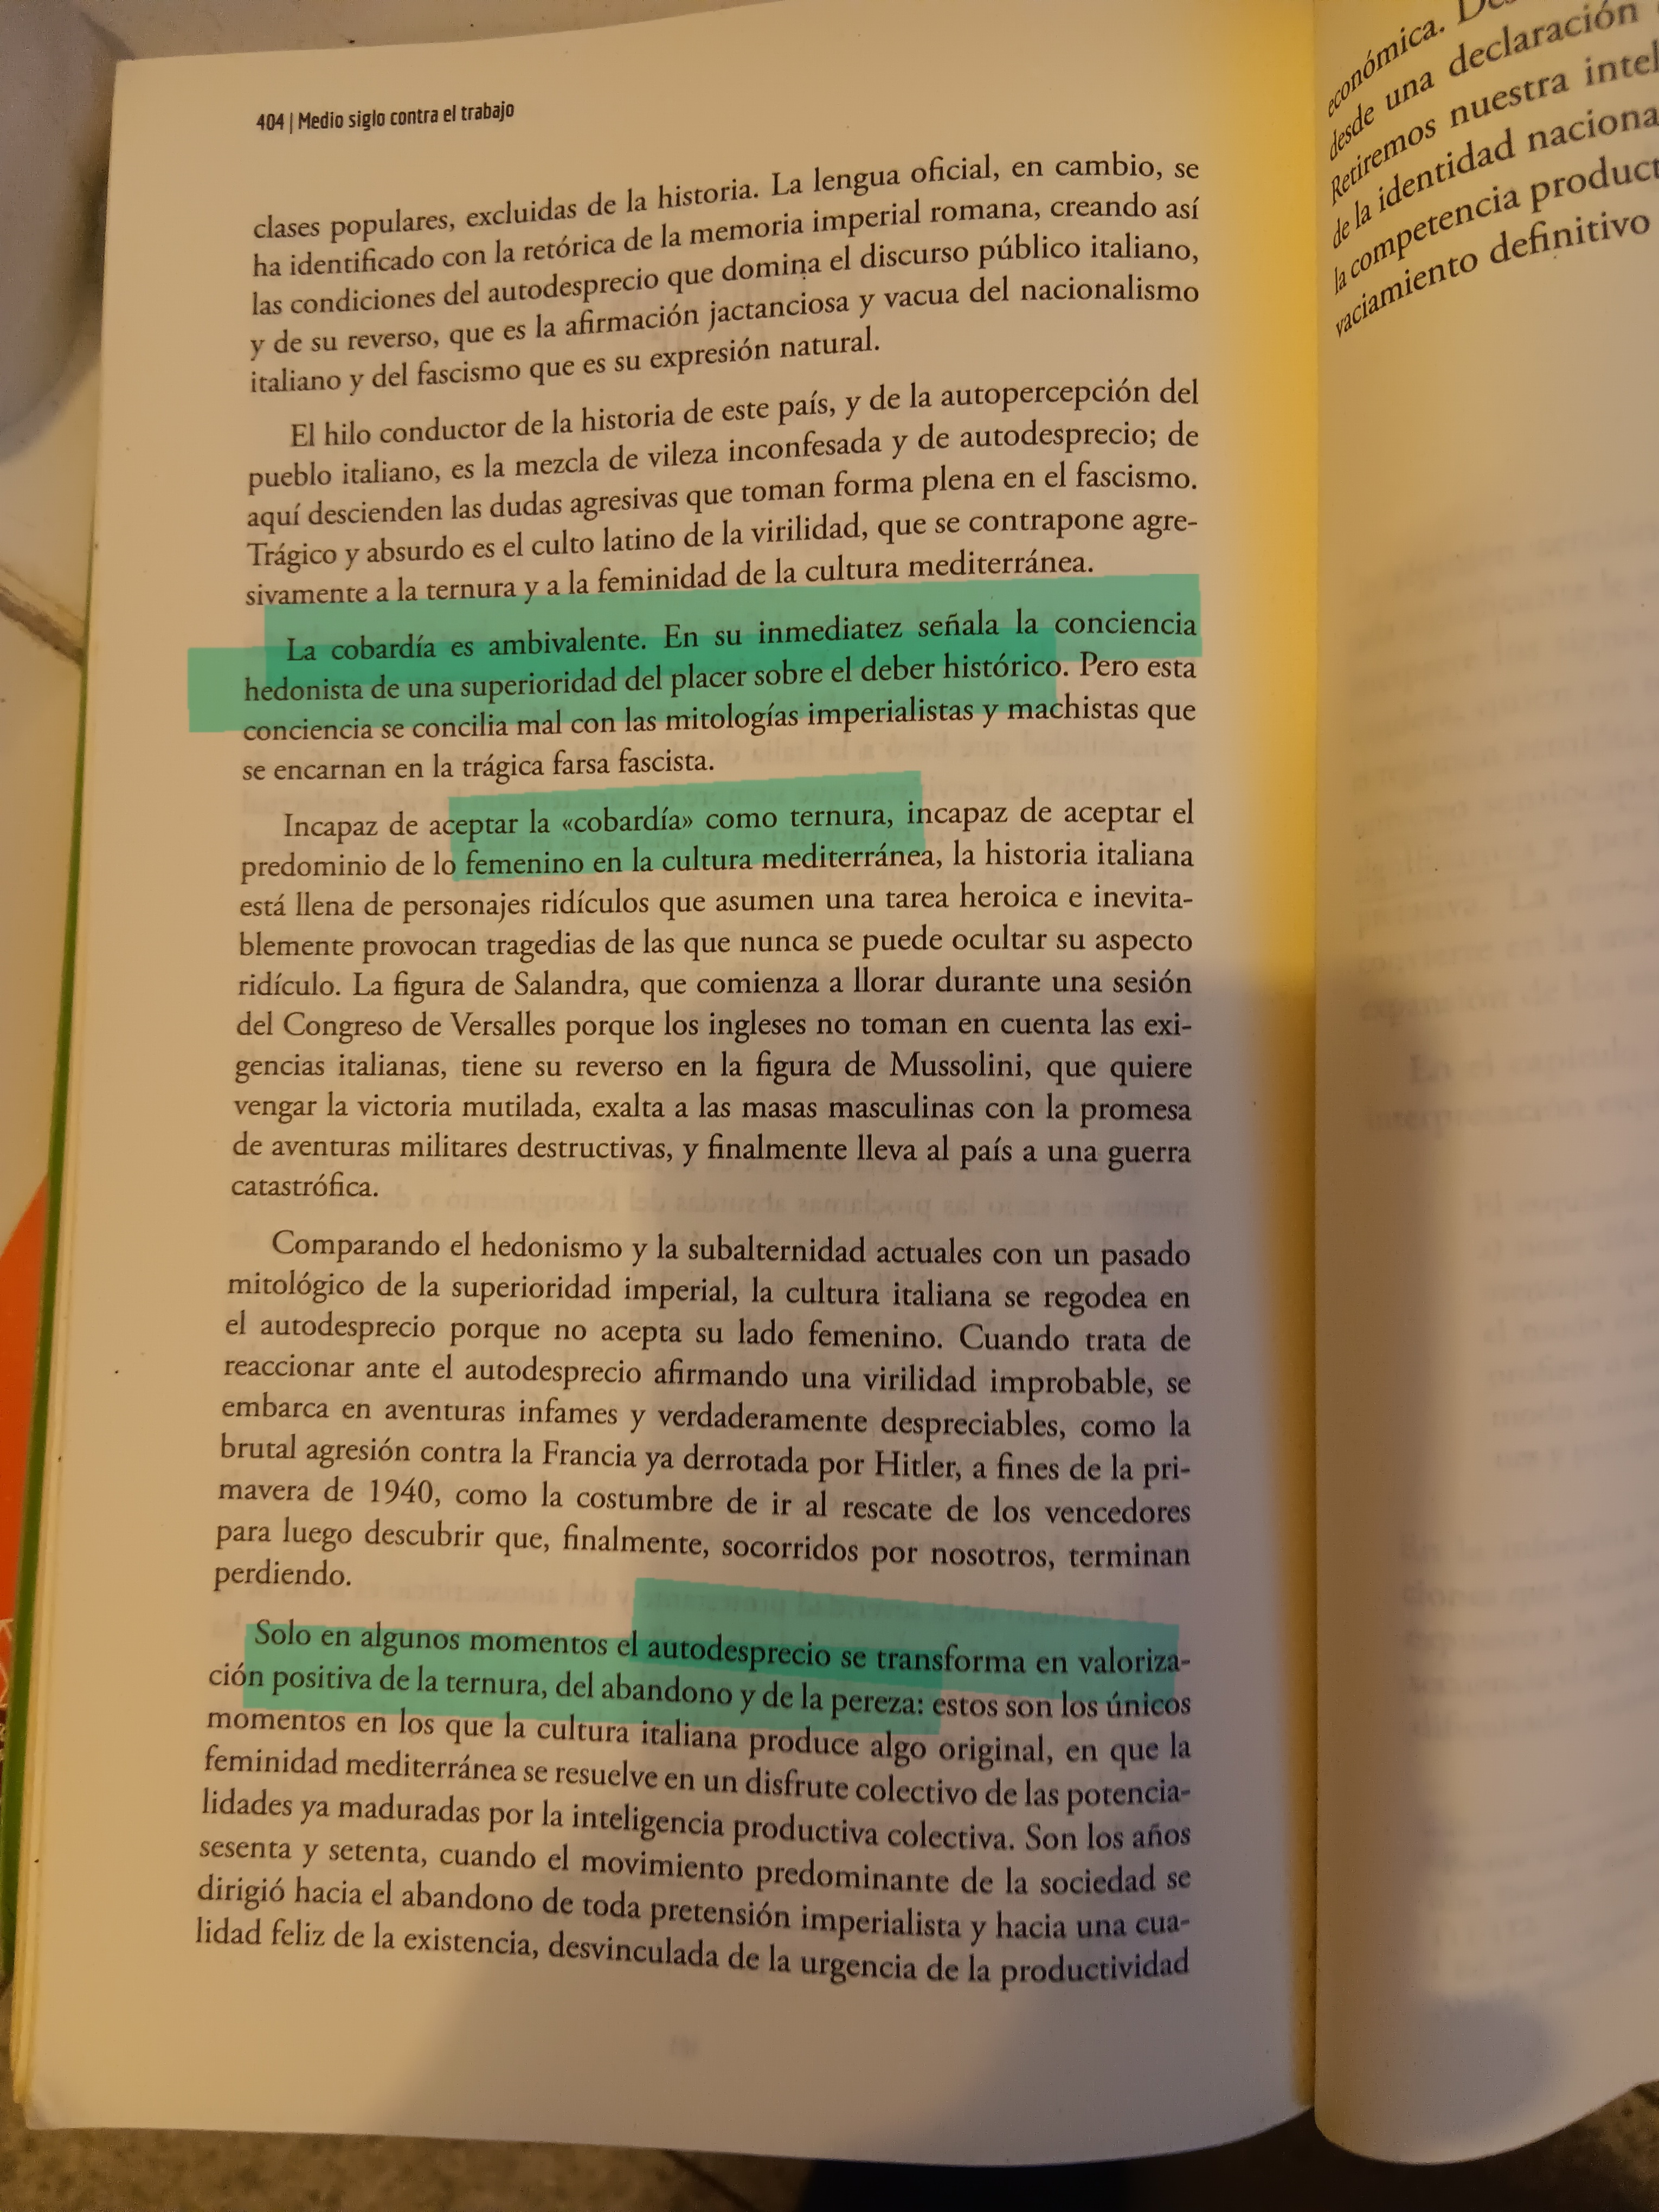 404 | Medio siglo contra el trabajo
clases populares, excluidas de la historia. La lengua oficial, en cambio, se
ha identificado con la retórica de la memoria imperial romana, creando así
las condiciones del autodesprecio que domina el discurso público italiano,
y de su reverso, que es la afirmación jactanciosa y vacua del nacionalismo
italiano y del fascismo que es su expresión natural.
El hilo conductor de la historia de este país, y de la autopercepción del
pueblo italiano, es la mezcla de vileza inconfesada y de autodesprecio; de
aquí descienden las dudas agresivas que toman forma plena en el fascismo.
Trágico y absurdo es el culto latino de la virilidad, que se contrapone agre-
sivamente a la ternura y a la feminidad de la cultura mediterránea.
La cobardía es ambivalente. En su inmediatez señala la conciencia
hedonista de una superioridad del placer sobre el deber histórico. Pero esta
conciencia se concilia mal con las mitologías imperialistas y machistas que
se encarnan en la trágica farsa fascista.
Incapaz de aceptar la «cobardía» como ternura, incapaz de aceptar el
predominio de lo femenino en la cultura mediterránea, la historia italiana
está llena de personajes ridículos que asumen una tarea heroica e inevita-
blemente provocan tragedias de las que nunca se puede ocultar su aspecto
ridículo. La figura de Salandra, que comienza a llorar durante una sesión
del Congreso de Versalles porque los ingleses no toman en cuenta las exi-
gencias italianas, tiene su reverso en la figura de Mussolini, que quiere
vengar la victoria mutilada, exalta a las masas masculinas con la promesa
de aventuras militares destructivas, y finalmente lleva al país a una guerra
catastrófica.
Comparando el hedonismo y la subalternidad actuales con un pasado
mitológico de la superioridad imperial, la cultura italiana se regodea en
el autodesprecio porque no acepta su lado femenino. Cuando trata de
reaccionar ante el autodesprecio afirmando una virilidad improbable, se
embarca en aventuras infames y verdaderamente despreciables, como la
brutal agresión contra la Francia ya derrotada por Hitler, a fines de la pri-
mavera de 1940, como la costumbre de ir al rescate de los vencedores
para luego descubrir que, finalmente, socorridos por nosotros, terminan
perdiendo.
Solo en algunos momentos el autodesprecio se transforma en valoriza-
ción positiva de la ternura, del abandono y de la pereza: estos son los únicos
momentos en los que la cultura italiana produce algo original, en que la
feminidad mediterránea se resuelve en un disfrute colectivo de las potencia-
lidades ya maduradas por la inteligencia productiva colectiva. Son los años
sesenta y setenta, cuando el movimiento predominante de la sociedad se
dirigió hacia el abandono de toda pretensión imperialista y hacia una cua-
lidad feliz de la existencia, desvinculada de la urgencia de la productividad
económica.
desde una declaración
Retiremos nuestra
de la identidad
la competencia
vaciamiento definitivo